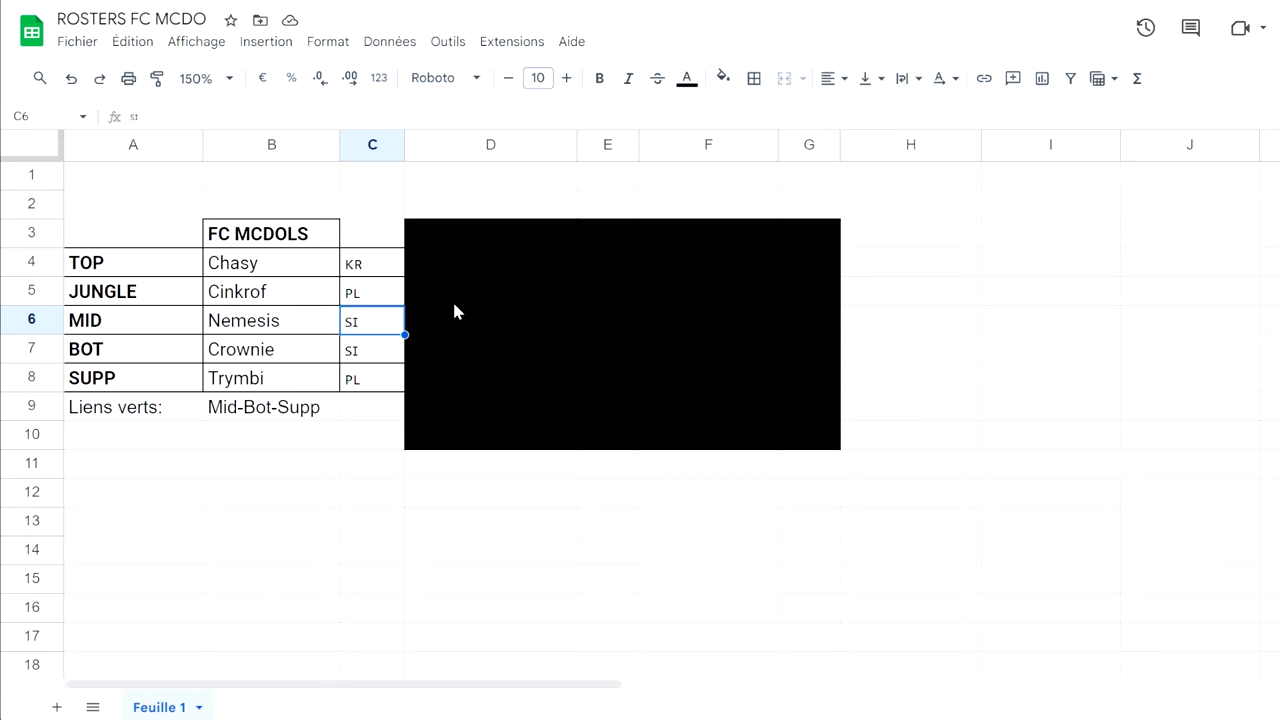 ROSTERS FC MCDO
Fichier Édition Affichage Insertion Format Données Outils Extensions Aide
150% € % .0 .00 123 Roboto 10 B I S A Σ
C6 fx SI
A B C D E F G H I J
1
2
3 FC MCDOLS
4 TOP Chasy KR
5 JUNGLE Cinkrof PL
6 MID Nemesis SI
7 BOT Crownie SI
8 SUPP Trymbi PL
9 Liens verts: Mid-Bot-Supp
10
11
12
13
14
15
16
17
18
Feuille 1